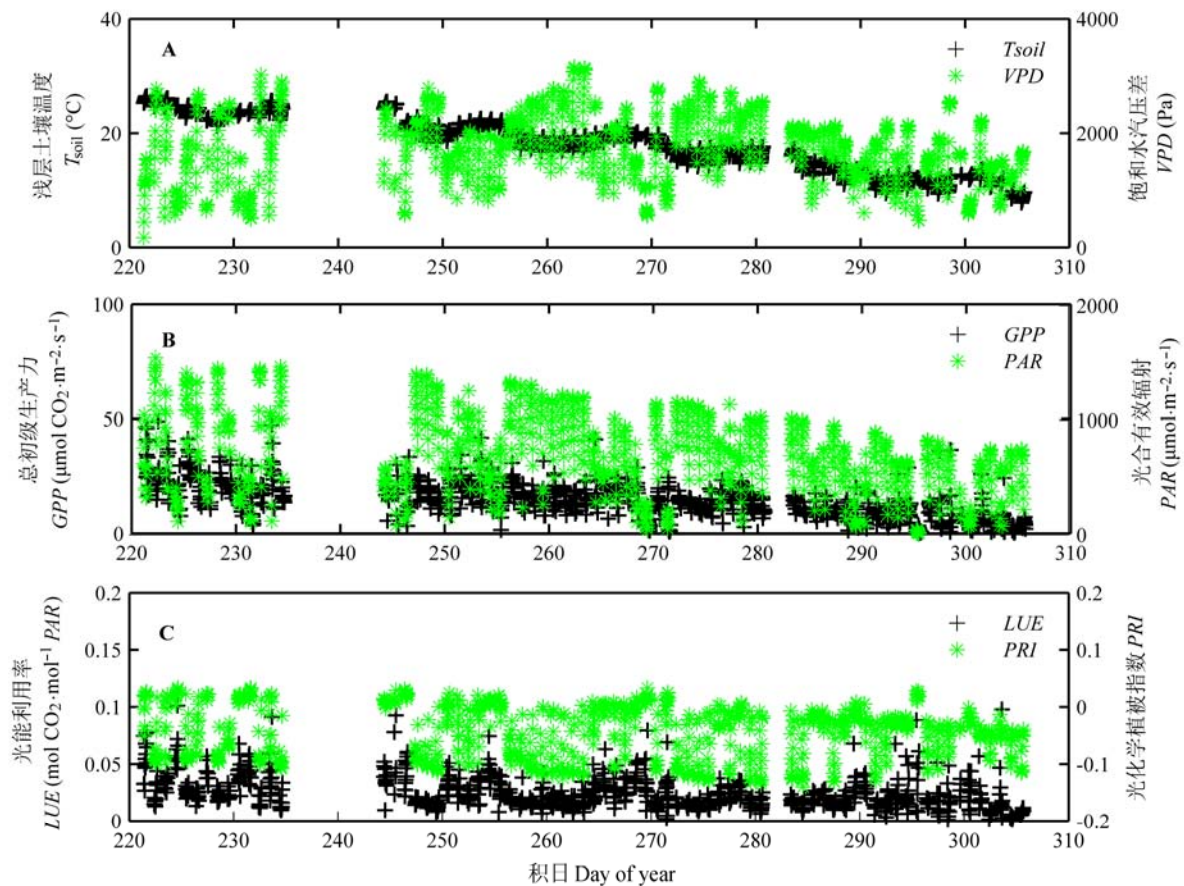 40
30
20
10
0
4000
3000
2000
1000
0
A
Tsoil
VPD
浅层土壤温度
Tsoil (°C)
饱和水汽压差
VPD (Pa)
220 230 240 250 260 270 280 290 300 310
100
50
0
2000
1000
0
B
GPP
PAR
总初级生产力
GPP (μmol CO₂·m⁻²·s⁻¹)
光合有效辐射
PAR (μmol·m⁻²·s⁻¹)
220 230 240 250 260 270 280 290 300 310
0.2
0.15
0.1
0.05
0
0.2
0.1
0
-0.1
-0.2
C
LUE
PRI
光能利用率
LUE (mol CO₂·mol⁻¹ PAR)
光化学植被指数 PRI
220 230 240 250 260 270 280 290 300 310
积日 Day of year